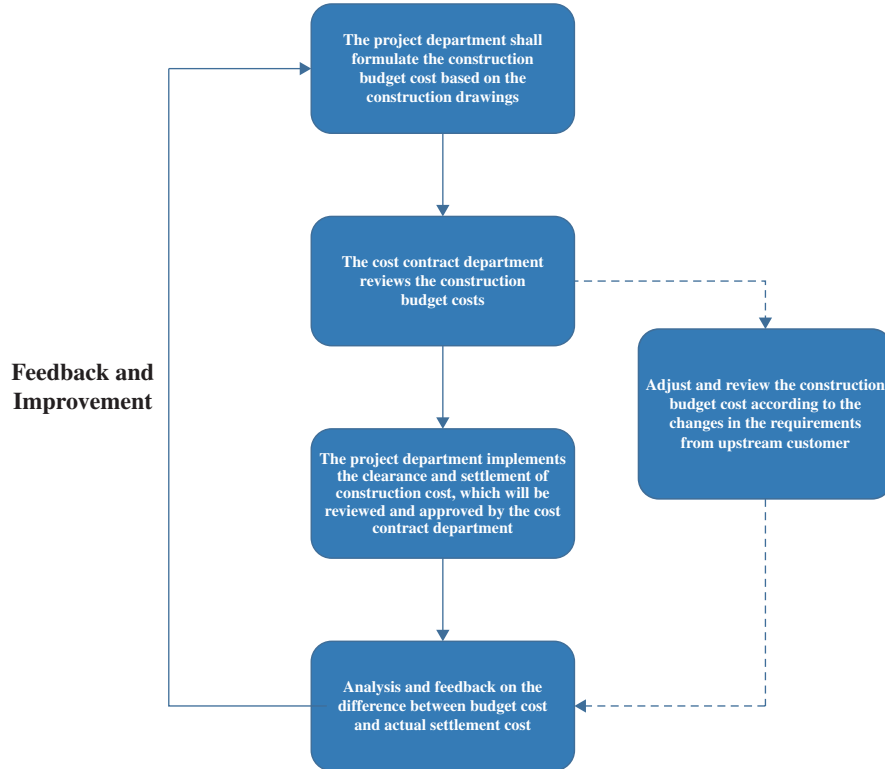 The project department shall
formulate the construction
budget cost based on the
construction drawings
The cost contract department
reviews the construction
budget costs
Feedback and
Improvement
Adjust and review the construction
budget cost according to the
changes in the requirements
from upstream customer
The project department implements
the clearance and settlement of
construction cost, which will be
reviewed and approved by the cost
contract department
Analysis and feedback on the
difference between budget cost
and actual settlement cost